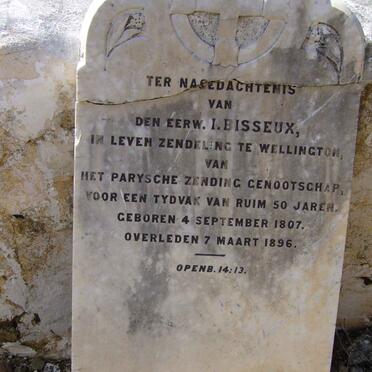 TER NAGEDACHTENIS
VAN
DEN EERW. I. BISSEUX,
IN LEVEN ZENDELING TE WELLINGTON,
VAN
HET PARYSCHE ZENDING GENOOTSCHAP,
VOOR EEN TYDVAK VAN RUIM 50 JAREN.
GEBOREN 4 SEPTEMBER 1807.
OVERLEDEN 7 MAART 1896.
OPENB. 14:13.